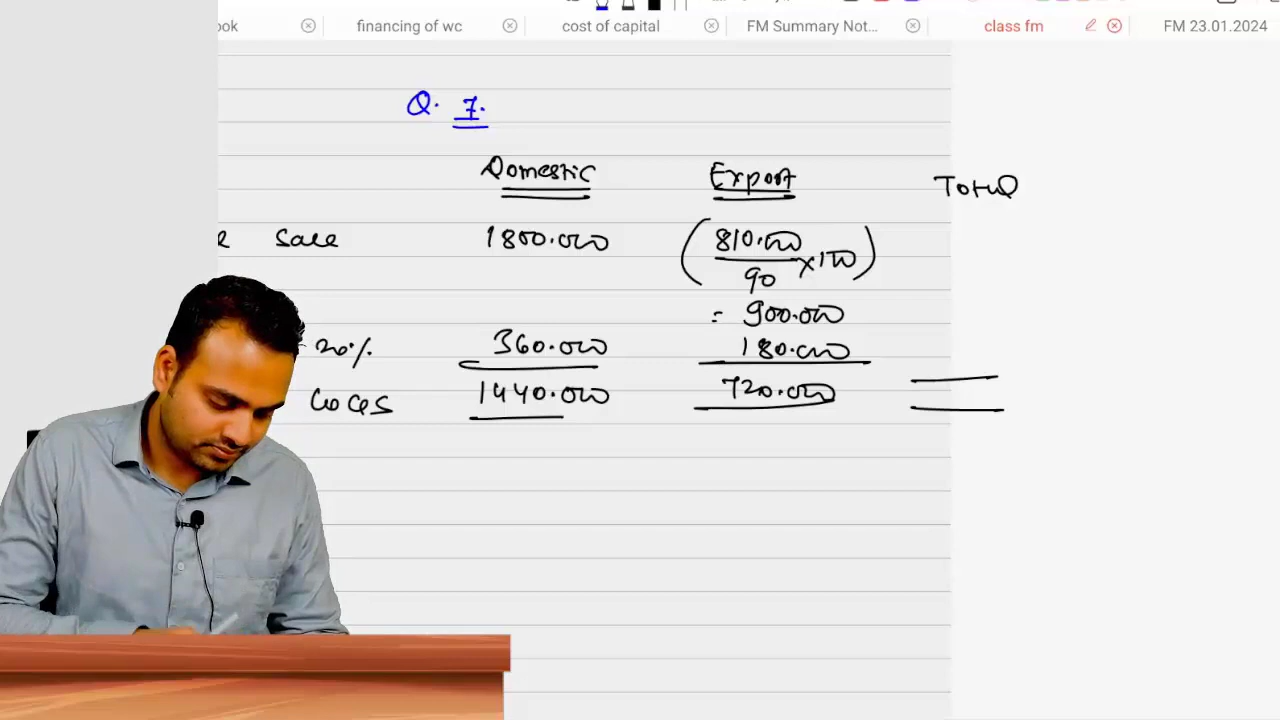 ook financing of wc cost of capital FM Summary Not... class fm FM 23.01.2024
Q. 7.
Domestic Export Total
Sale 1800.000 (810.000/90 × 100)
= 900.000
20% 360.000 180.000
COGS 1440.000 720.000